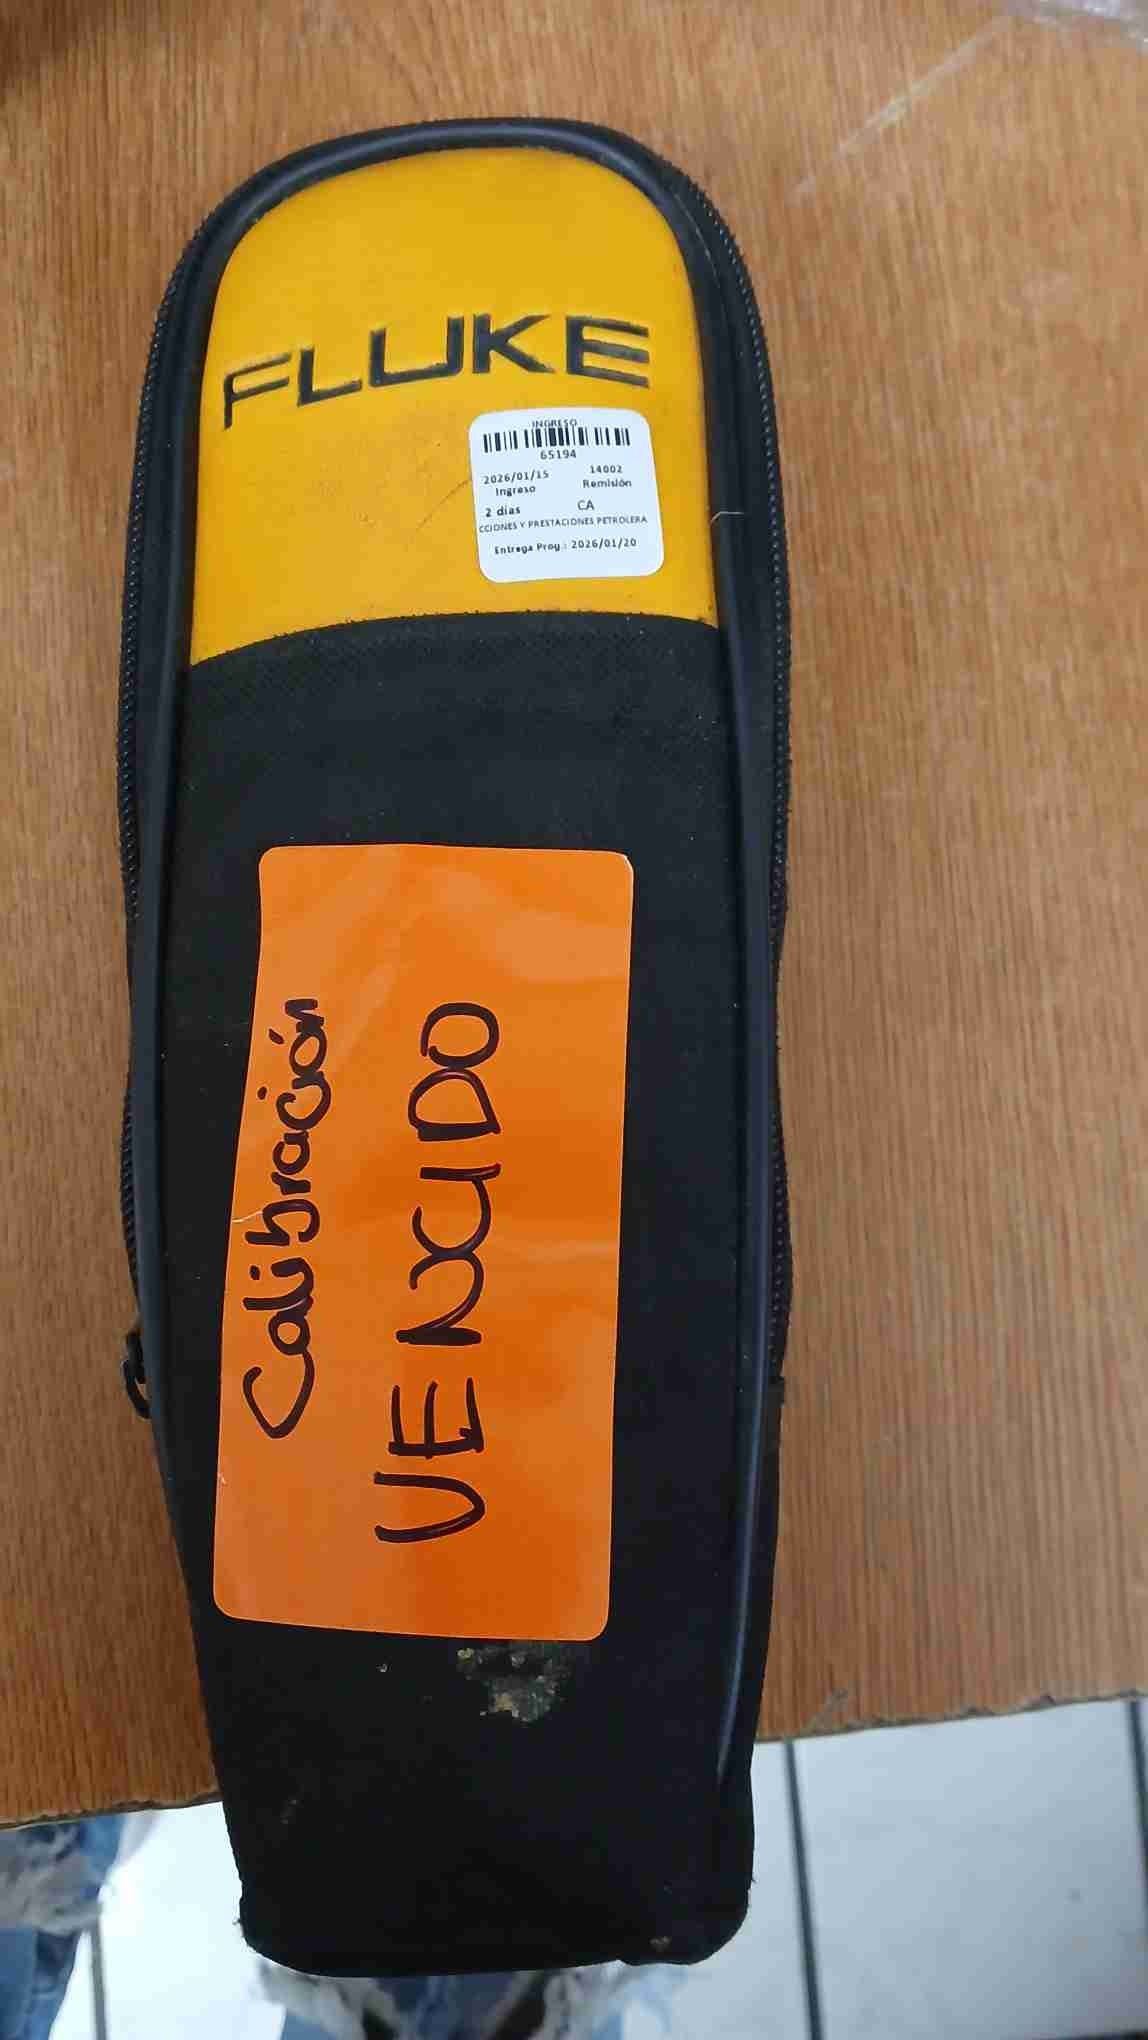 FLUKE
INGRESO
65194
2026/01/15 14002
Ingreso Remisión
2 días CA
CCIONES Y PRESTACIONES PETROLERA
Entrega Prog.: 2026/01/20
Calibración
VENCIDO